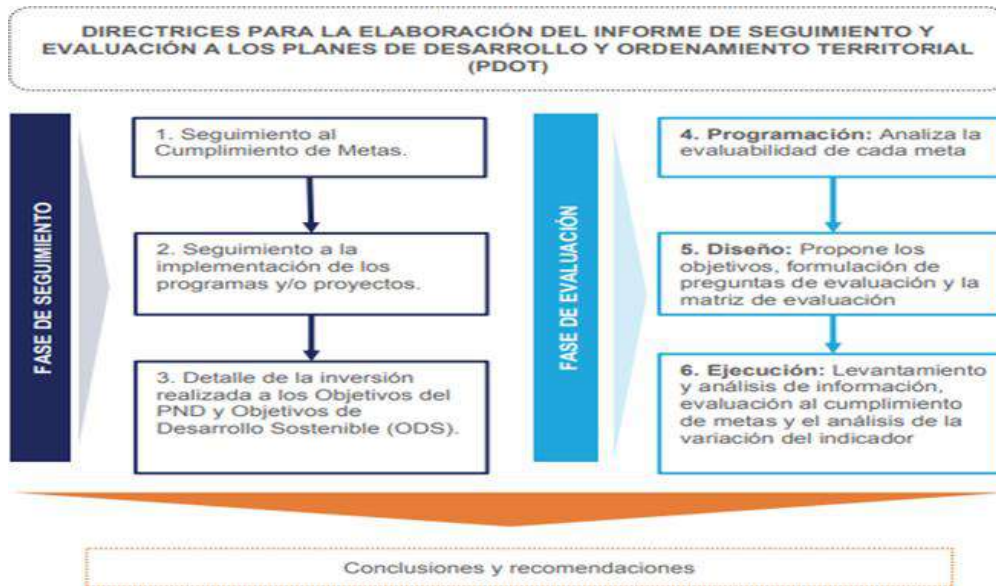 DIRECTRICES PARA LA ELABORACIÓN DEL INFORME DE SEGUIMIENTO Y
EVALUACIÓN A LOS PLANES DE DESARROLLO Y ORDENAMIENTO TERRITORIAL
(PDOT)
FASE DE SEGUIMIENTO
1. Seguimiento al
Cumplimiento de Metas.
2. Seguimiento a la
implementación de los
programas y/o proyectos.
3. Detalle de la inversión
realizada a los Objetivos del
PND y Objetivos de
Desarrollo Sostenible (ODS).
FASE DE EVALUACIÓN
4. Programación: Analiza la
evaluabilidad de cada meta
5. Diseño: Propone los
objetivos, formulación de
preguntas de evaluación y la
matriz de evaluación
6. Ejecución: Levantamiento
y análisis de información,
evaluación al cumplimiento
de metas y el análisis de la
variación del indicador
Conclusiones y recomendaciones